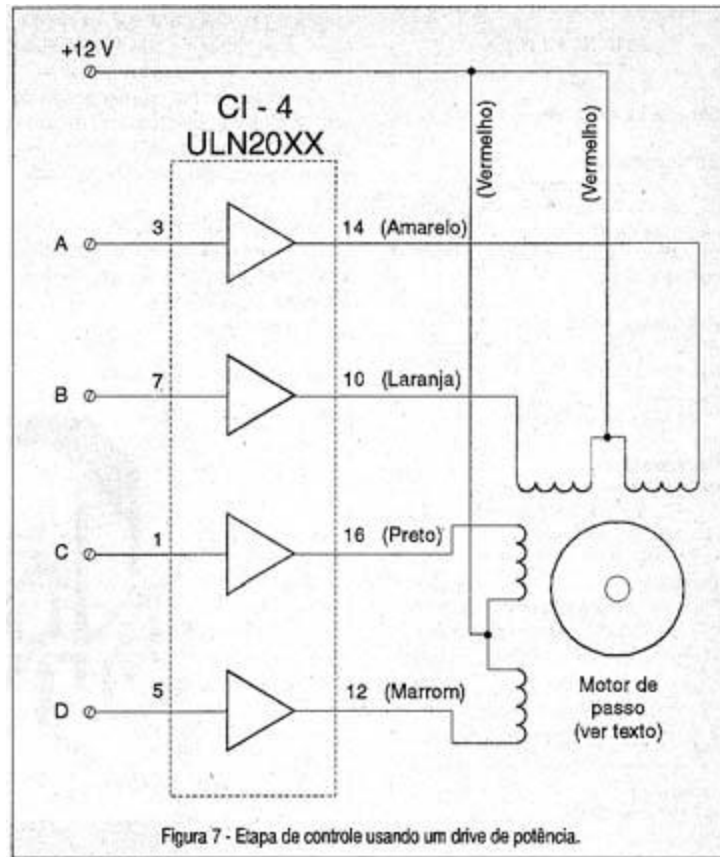 +12 V
CI - 4
ULN20XX
(Vermelho)
(Vermelho)
A
3
14 (Amarelo)
B
7
10 (Laranja)
C
1
16 (Preto)
D
5
12 (Marrom)
Motor de
passo
(ver texto)
Figura 7 - Etapa de controle usando um drive de potência.